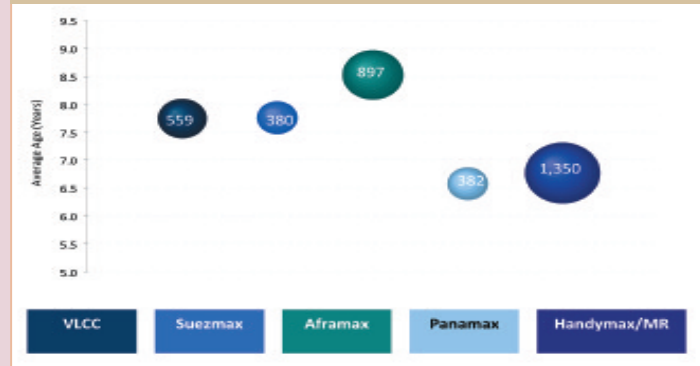 9.5
9.0
8.5
8.0
7.5
7.0
6.5
6.0
5.5
5.0
Average Age (Years)
559
380
897
382
1,350
VLCC
Suezmax
Aframax
Panamax
Handymax/MR